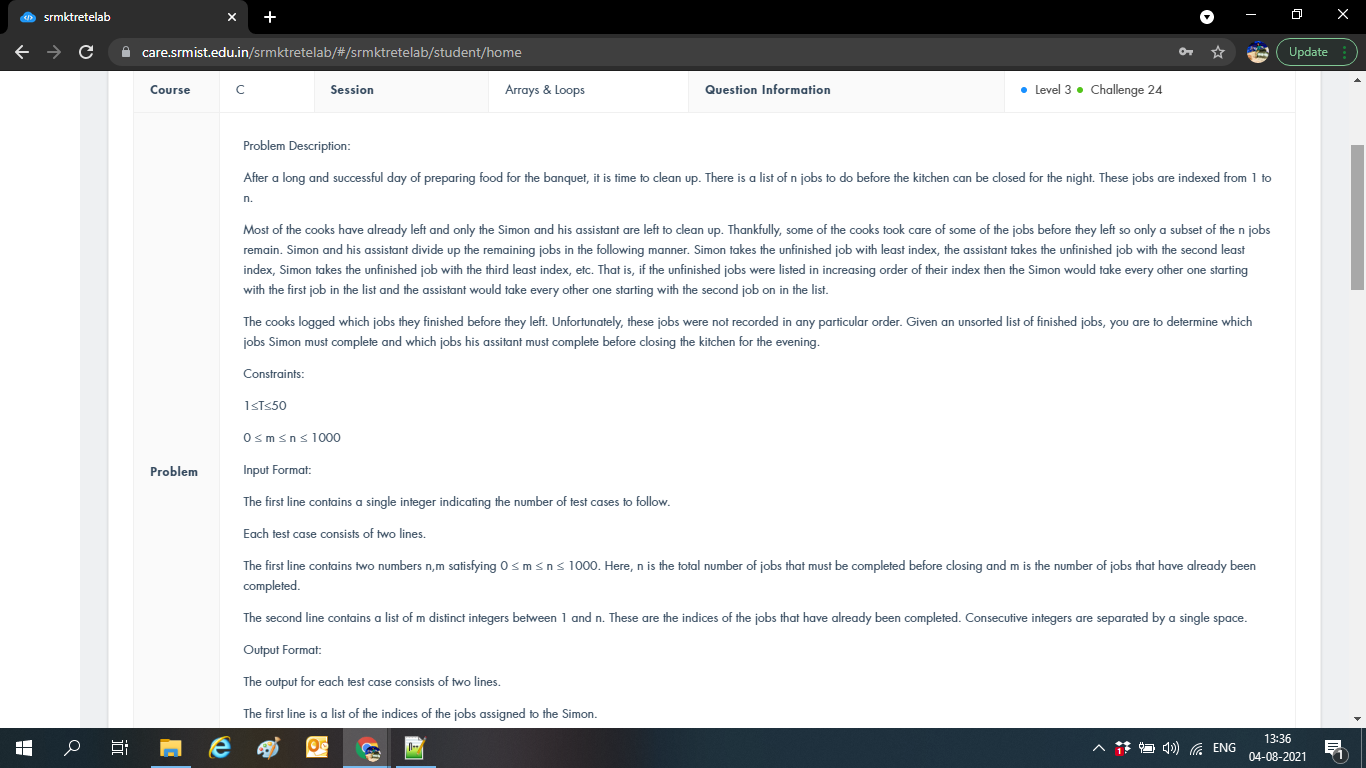 srmktretelab
care.srmist.edu.in/srmktretelab/#/srmktretelab/student/home
Update
Course C Session Arrays & Loops Question Information Level 3 Challenge 24
Problem Description:
After a long and successful day of preparing food for the banquet, it is time to clean up. There is a list of n jobs to do before the kitchen can be closed for the night. These jobs are indexed from 1 to
n.
Most of the cooks have already left and only the Simon and his assistant are left to clean up. Thankfully, some of the cooks took care of some of the jobs before they left so only a subset of the n jobs
remain. Simon and his assistant divide up the remaining jobs in the following manner. Simon takes the unfinished job with least index, the assistant takes the unfinished job with the second least
index, Simon takes the unfinished job with the third least index, etc. That is, if the unfinished jobs were listed in increasing order of their index then the Simon would take every other one starting
with the first job in the list and the assistant would take every other one starting with the second job on in the list.
The cooks logged which jobs they finished before they left. Unfortunately, these jobs were not recorded in any particular order. Given an unsorted list of finished jobs, you are to determine which
jobs Simon must complete and which jobs his assitant must complete before closing the kitchen for the evening.
Constraints:
1≤T≤50
0 ≤ m ≤ n ≤ 1000
Problem
Input Format:
The first line contains a single integer indicating the number of test cases to follow.
Each test case consists of two lines.
The first line contains two numbers n,m satisfying 0 ≤ m ≤ n ≤ 1000. Here, n is the total number of jobs that must be completed before closing and m is the number of jobs that have already been
completed.
The second line contains a list of m distinct integers between 1 and n. These are the indices of the jobs that have already been completed. Consecutive integers are separated by a single space.
Output Format:
The output for each test case consists of two lines.
The first line is a list of the indices of the jobs assigned to the Simon.
ENG
13:36
04-08-2021
1